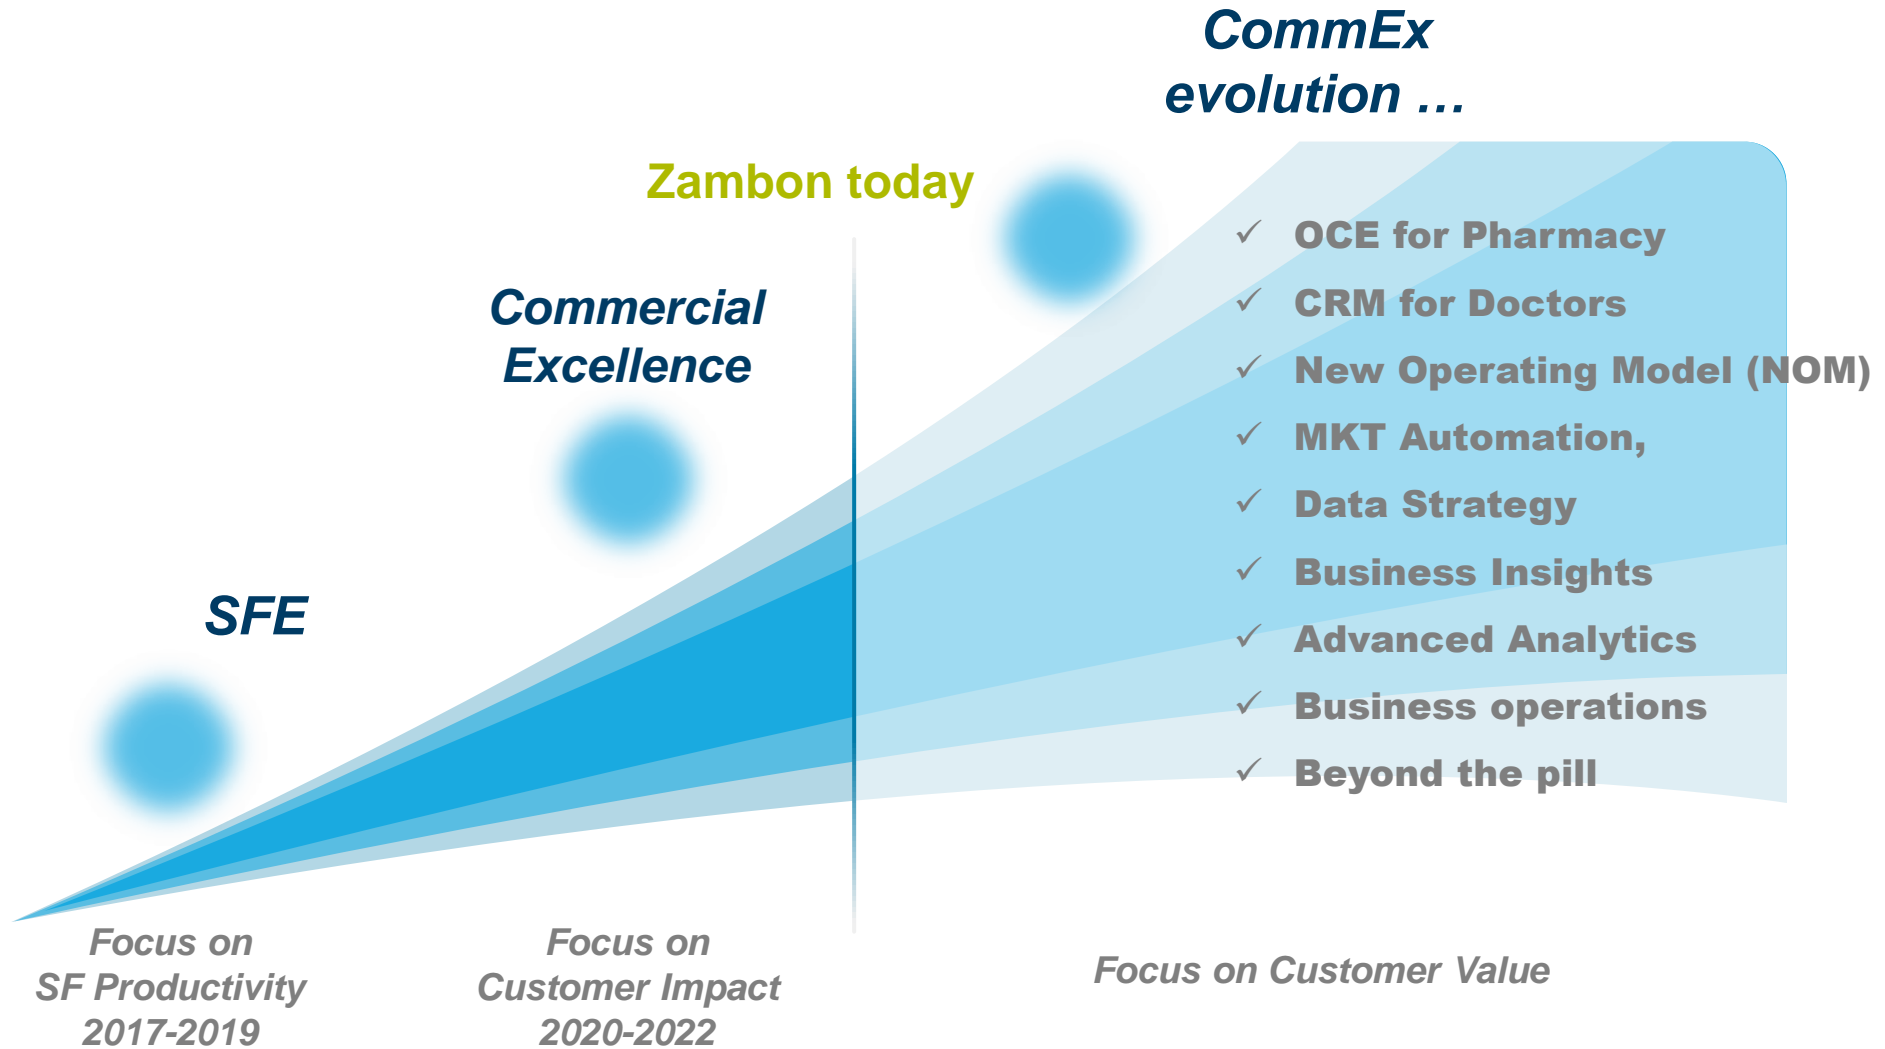 CommEx
evolution …
Zambon today
Commercial
Excellence
SFE
✓ OCE for Pharmacy
✓ CRM for Doctors
✓ New Operating Model (NOM)
✓ MKT Automation,
✓ Data Strategy
✓ Business Insights
✓ Advanced Analytics
✓ Business operations
✓ Beyond the pill
Focus on
SF Productivity
2017-2019
Focus on
Customer Impact
2020-2022
Focus on Customer Value